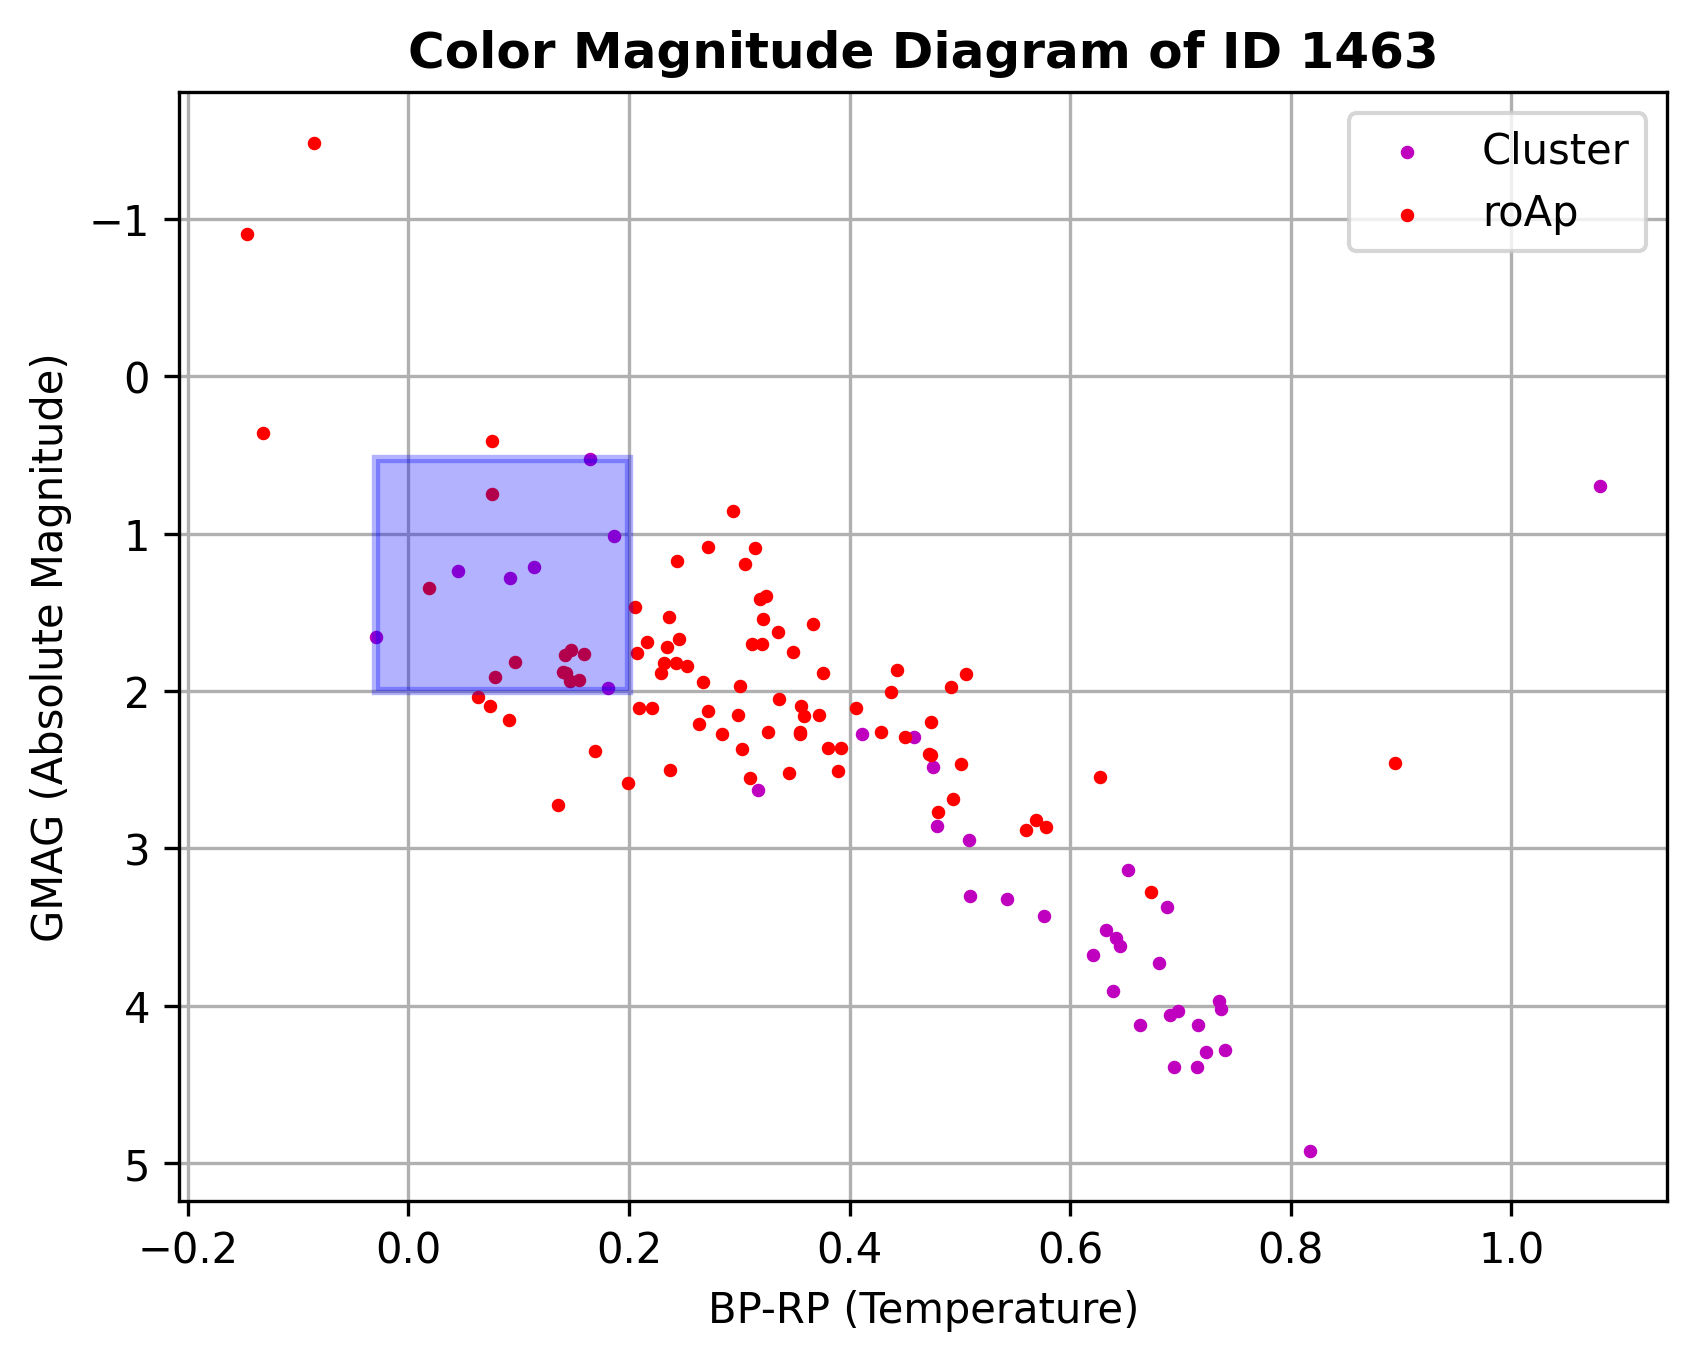 Color Magnitude Diagram of ID 1463
Cluster
roAp
−1
0
1
2
3
4
5
GMAG (Absolute Magnitude)
−0.2 0.0 0.2 0.4 0.6 0.8 1.0
BP-RP (Temperature)